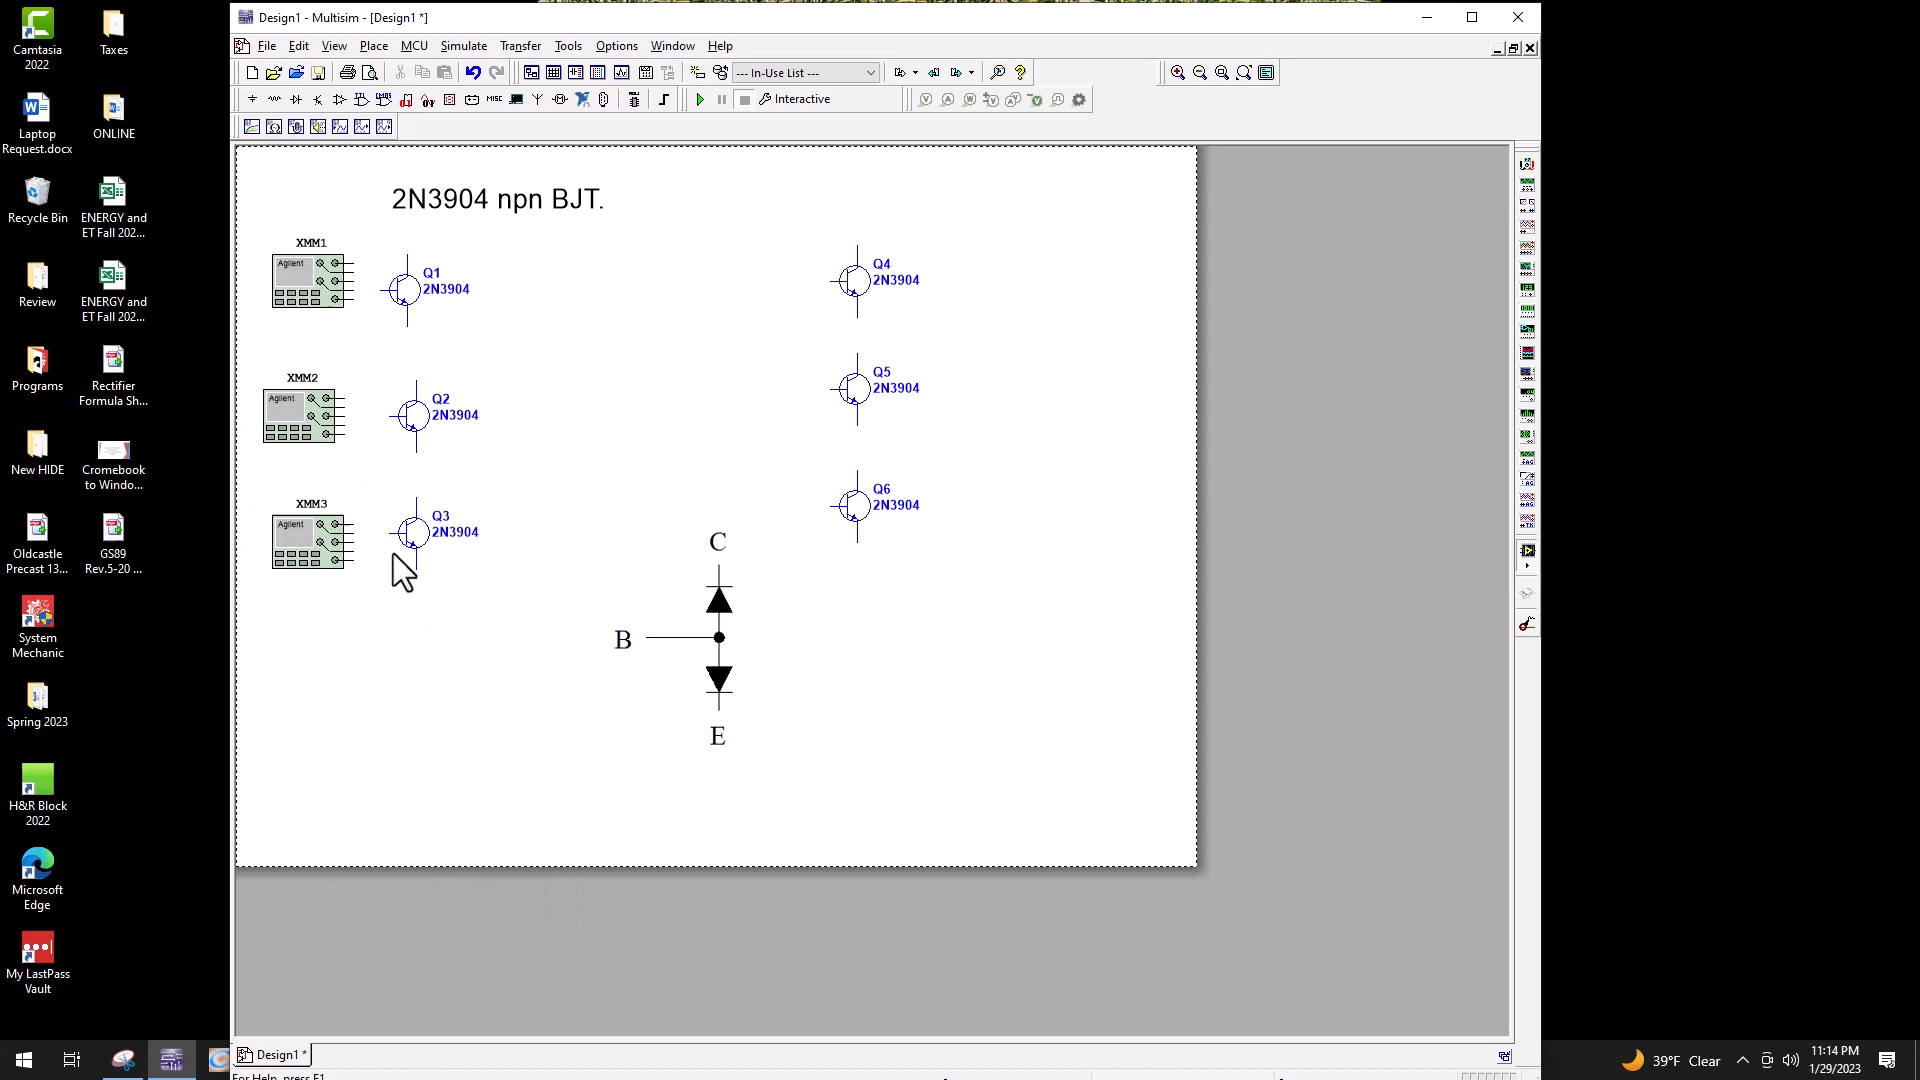 Camtasia
2022
Taxes
Laptop
Request.docx
ONLINE
Recycle Bin
ENERGY and
ET Fall 202...
Review
ENERGY and
ET Fall 202...
Programs
Rectifier
Formula Sh...
New HIDE
Cromebook
to Windo...
Oldcastle
Precast 13...
GS89
Rev.5-20 ...
System
Mechanic
Spring 2023
H&R Block
2022
Microsoft
Edge
My LastPass
Vault
Design1 - Multisim - [Design1 *]
File Edit View Place MCU Simulate Transfer Tools Options Window Help
--- In-Use List ---
MISC
Interactive
2N3904 npn BJT.
XMM1
Agilent
Q1
2N3904
Q4
2N3904
XMM2
Agilent
Q2
2N3904
Q5
2N3904
XMM3
Agilent
Q3
2N3904
Q6
2N3904
C
B
E
Design1 *
For Help, press F1
39°F Clear
11:14 PM
1/29/2023